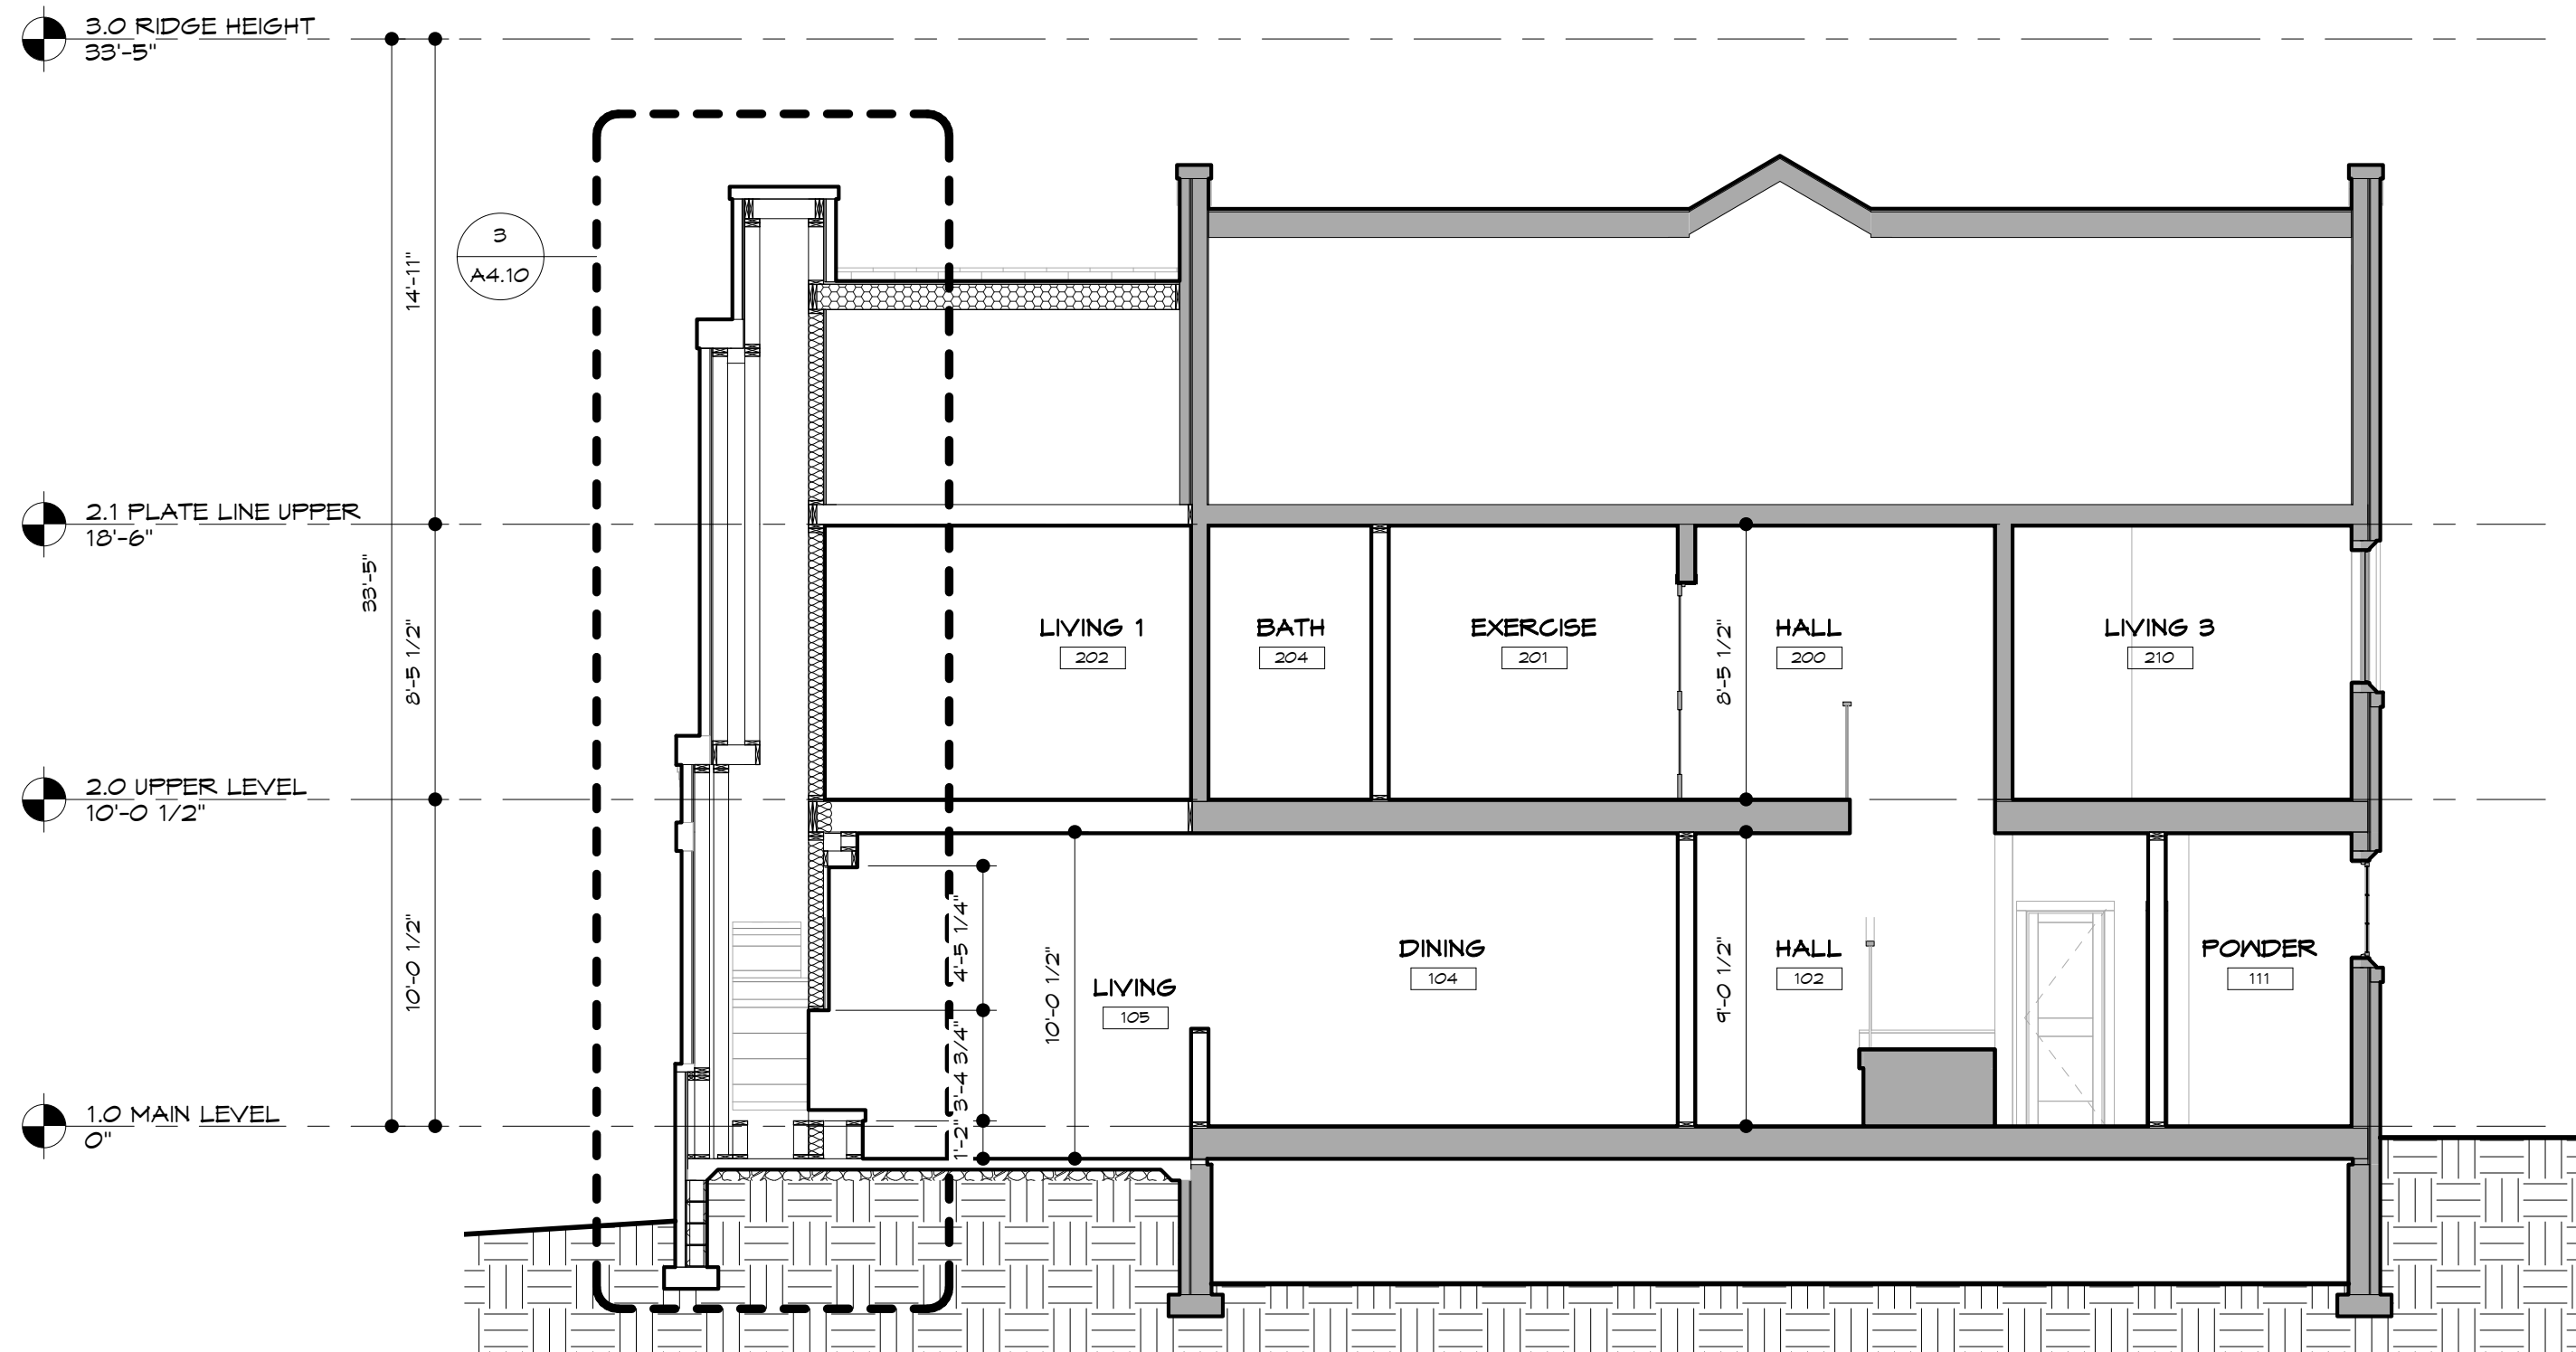 3.0 RIDGE HEIGHT
33'-5"
3
A4.10
14'-11"
2.1 PLATE LINE UPPER
18'-6"
33'-5"
8'-5 1/2"
LIVING 1
202
BATH
204
EXERCISE
201
8'-5 1/2"
HALL
200
LIVING 3
210
2.0 UPPER LEVEL
10'-0 1/2"
10'-0 1/2"
4'-5 1/4"
3'-4 3/4"
1'-2"
10'-0 1/2"
LIVING
105
DINING
104
9'-0 1/2"
HALL
102
POWDER
111
1.0 MAIN LEVEL
0"